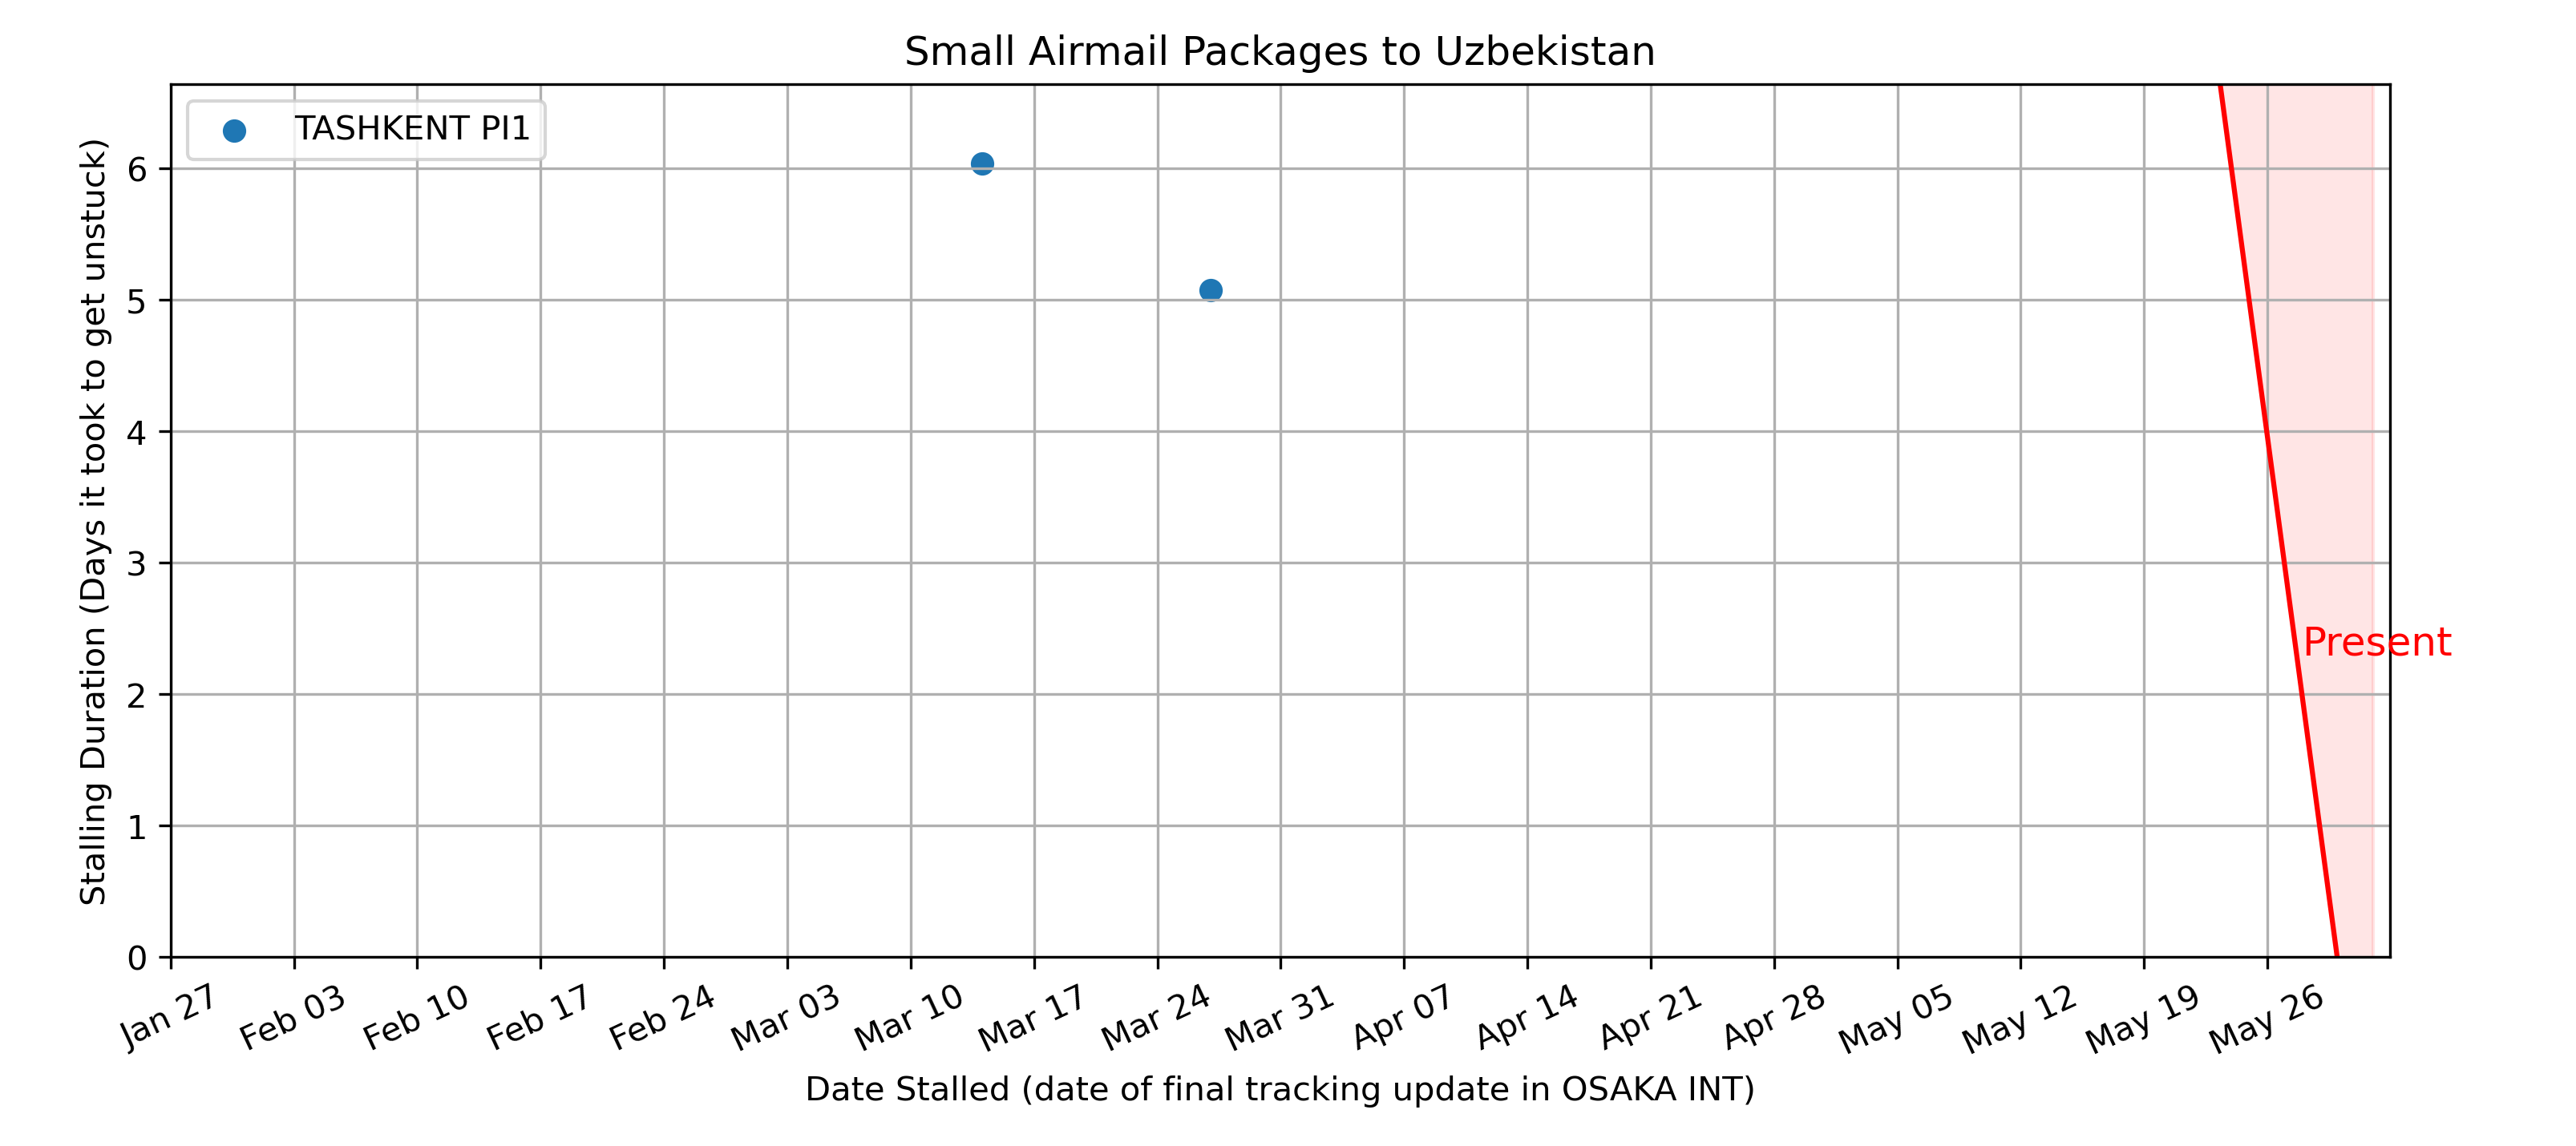 Small Airmail Packages to Uzbekistan
TASHKENT PI1
Stalling Duration (Days it took to get unstuck)
6
5
4
3
2
1
0
Present
Jan 27
Feb 03
Feb 10
Feb 17
Feb 24
Mar 03
Mar 10
Mar 17
Mar 24
Mar 31
Apr 07
Apr 14
Apr 21
Apr 28
May 05
May 12
May 19
May 26
Date Stalled (date of final tracking update in OSAKA INT)